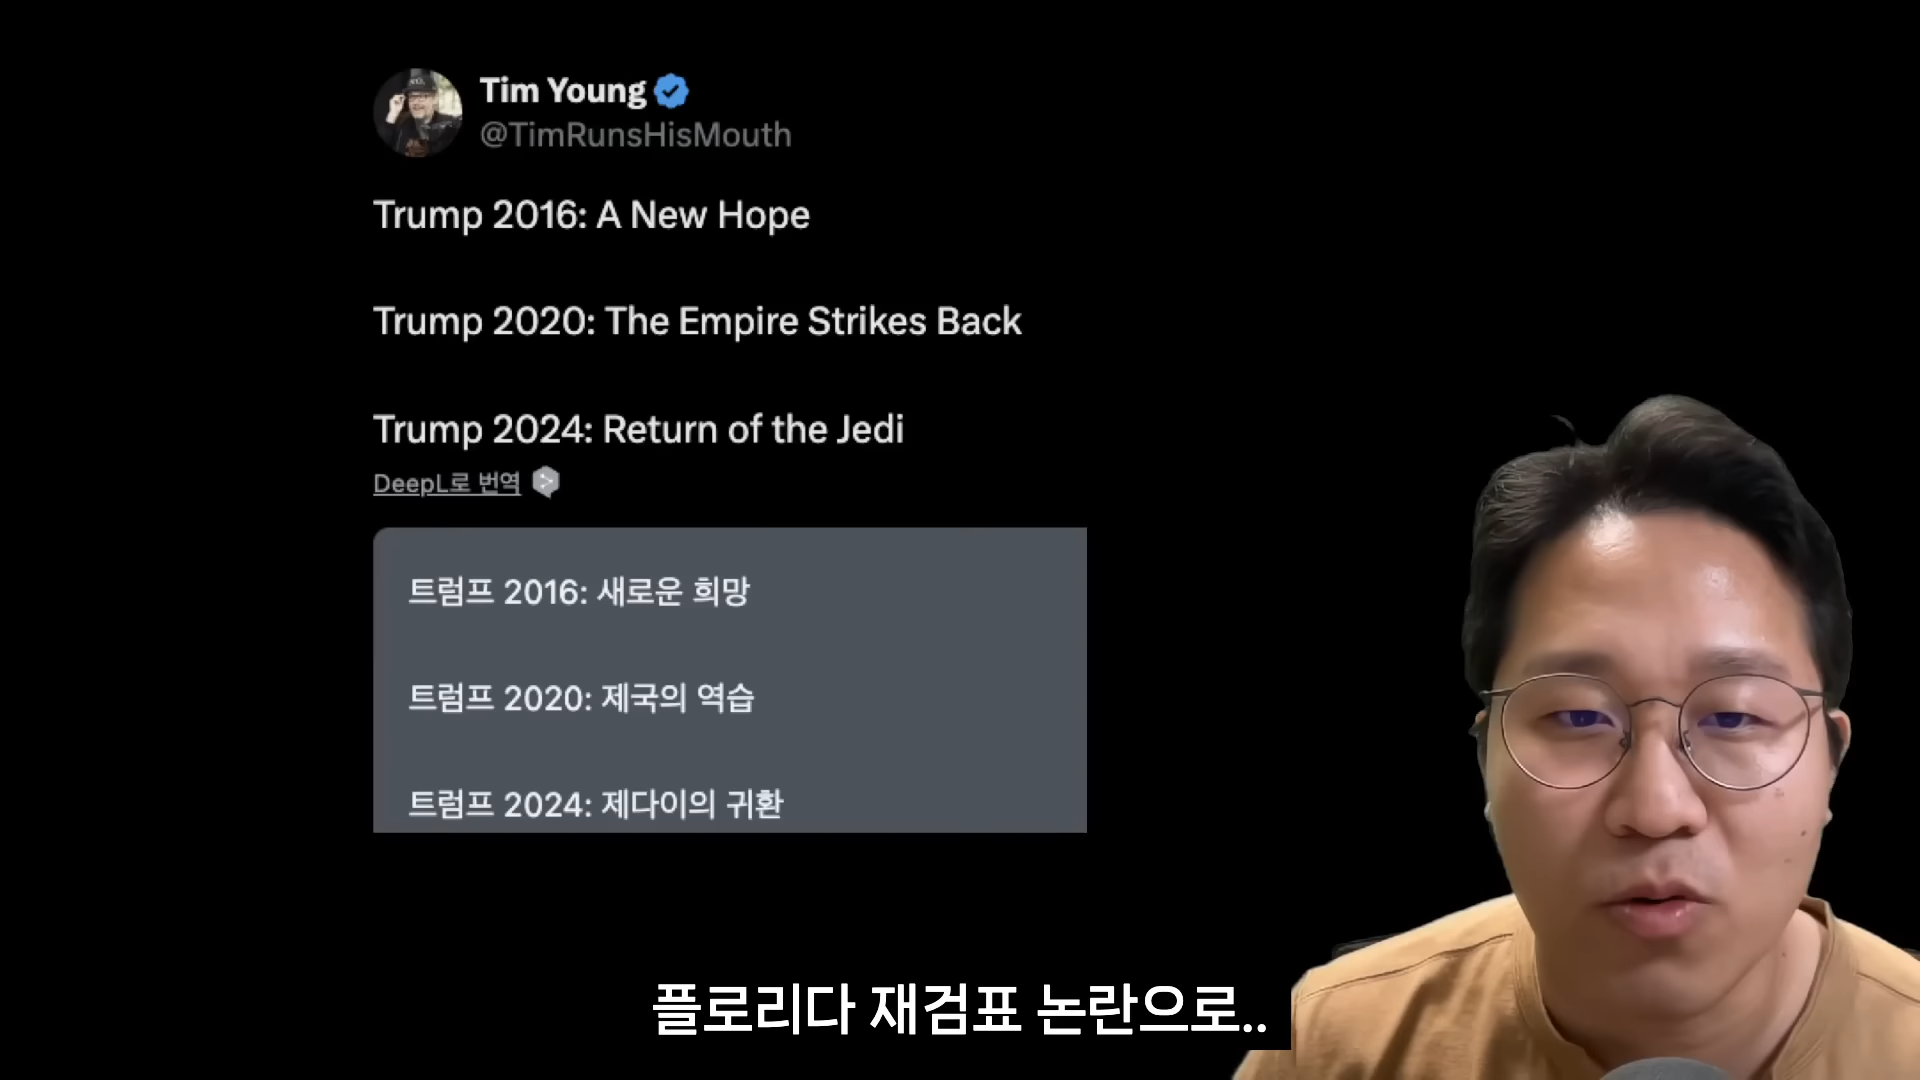 Tim Young
@TimRunsHisMouth
Trump 2016: A New Hope
Trump 2020: The Empire Strikes Back
Trump 2024: Return of the Jedi
DeepL로 번역
트럼프 2016: 새로운 희망
트럼프 2020: 제국의 역습
트럼프 2024: 제다이의 귀환
플로리다 재검표 논란으로..